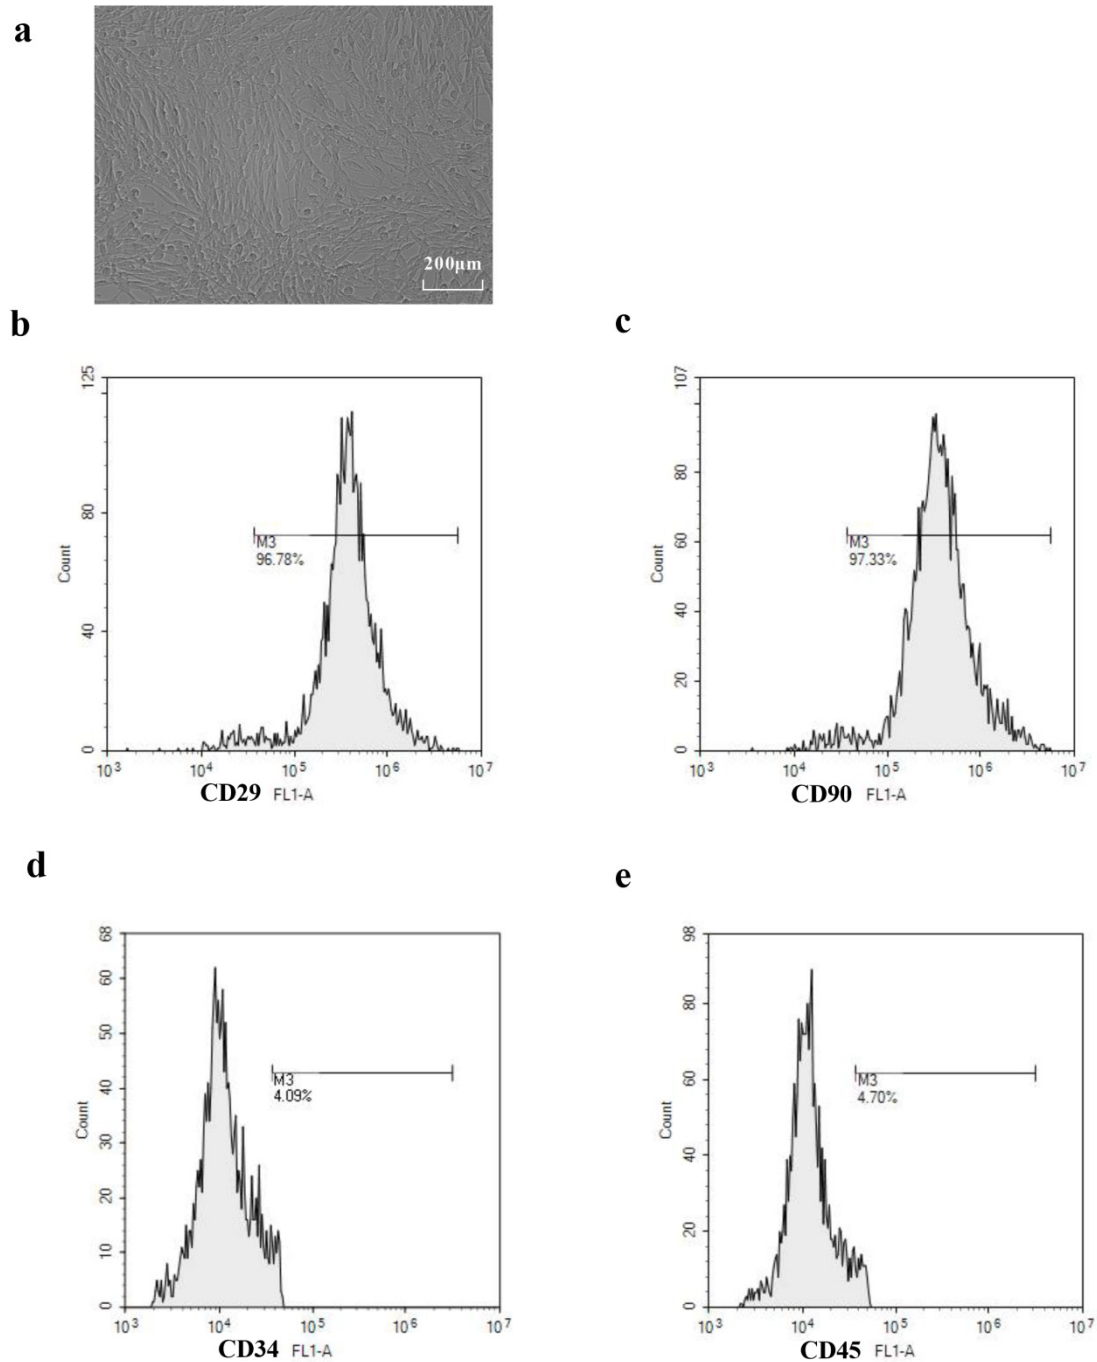 a
200μm
b
125
80
40
0
Count
M3
96.78%
10³ 10⁴ 10⁵ 10⁶ 10⁷
CD29 FL1-A
c
107
80
60
40
20
0
Count
M3
97.33%
10³ 10⁴ 10⁵ 10⁶ 10⁷
CD90 FL1-A
d
68
60
50
40
30
20
10
0
Count
M3
4.09%
10³ 10⁴ 10⁵ 10⁶ 10⁷
CD34 FL1-A
e
98
80
60
40
20
0
Count
M3
4.70%
10³ 10⁴ 10⁵ 10⁶ 10⁷
CD45 FL1-A